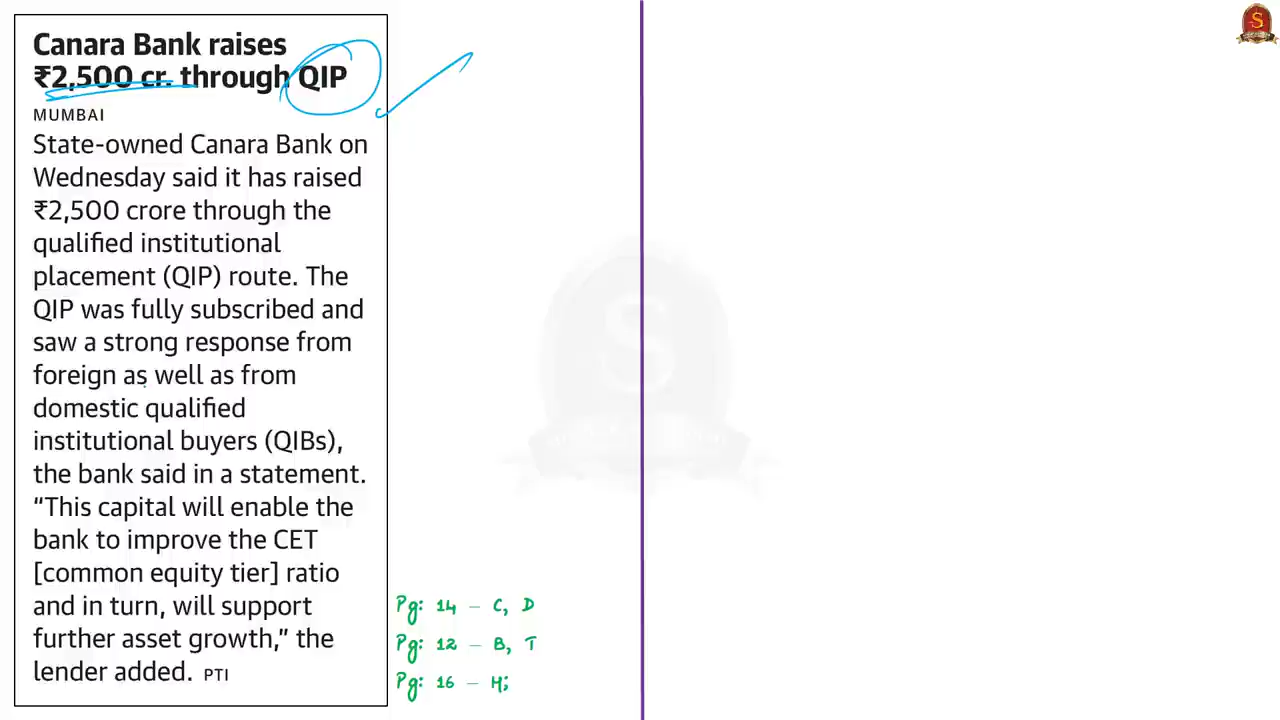 Canara Bank raises
₹2,500 cr. through QIP
MUMBAI
State-owned Canara Bank on
Wednesday said it has raised
₹2,500 crore through the
qualified institutional
placement (QIP) route. The
QIP was fully subscribed and
saw a strong response from
foreign as well as from
domestic qualified
institutional buyers (QIBs),
the bank said in a statement.
“This capital will enable the
bank to improve the CET
[common equity tier] ratio
and in turn, will support
further asset growth,” the
lender added. PTI
Pg: 14 – C, D
Pg: 12 – B, T
Pg: 16 – H;
S
S